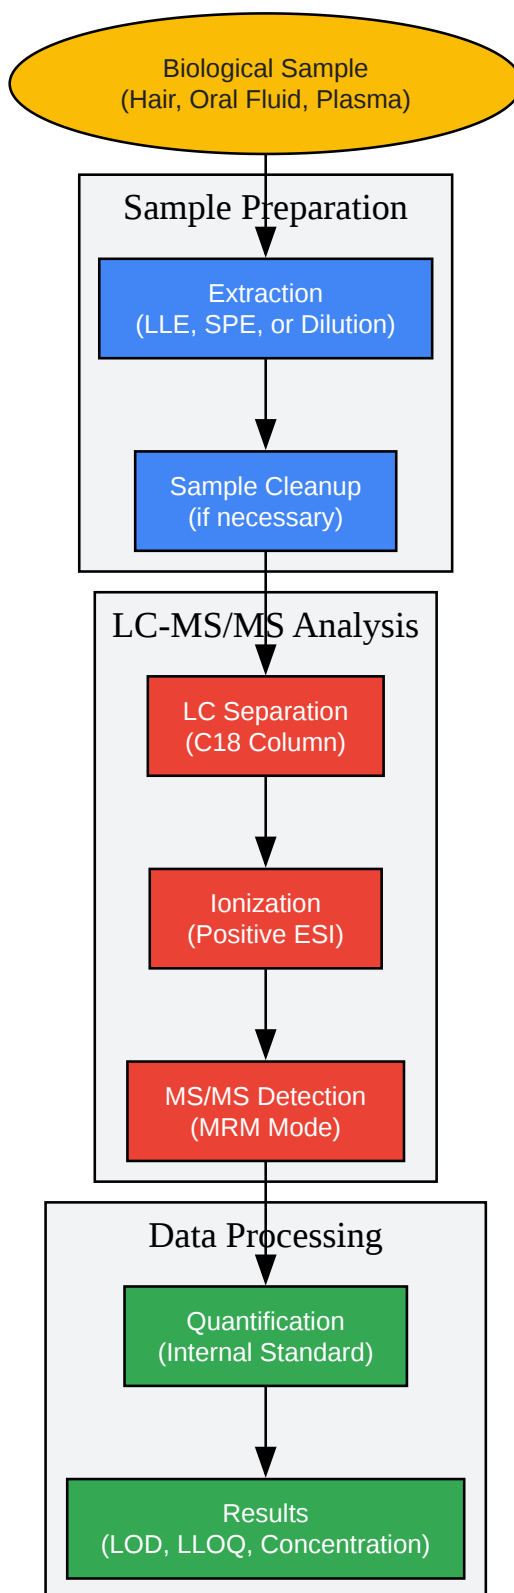 Biological Sample
(Hair, Oral Fluid, Plasma)
Sample Preparation
Extraction
(LLE, SPE, or Dilution)
Sample Cleanup
(if necessary)
LC-MS/MS Analysis
LC Separation
(C18 Column)
Ionization
(Positive ESI)
MS/MS Detection
(MRM Mode)
Data Processing
Quantification
(Internal Standard)
Results
(LOD, LLOQ, Concentration)